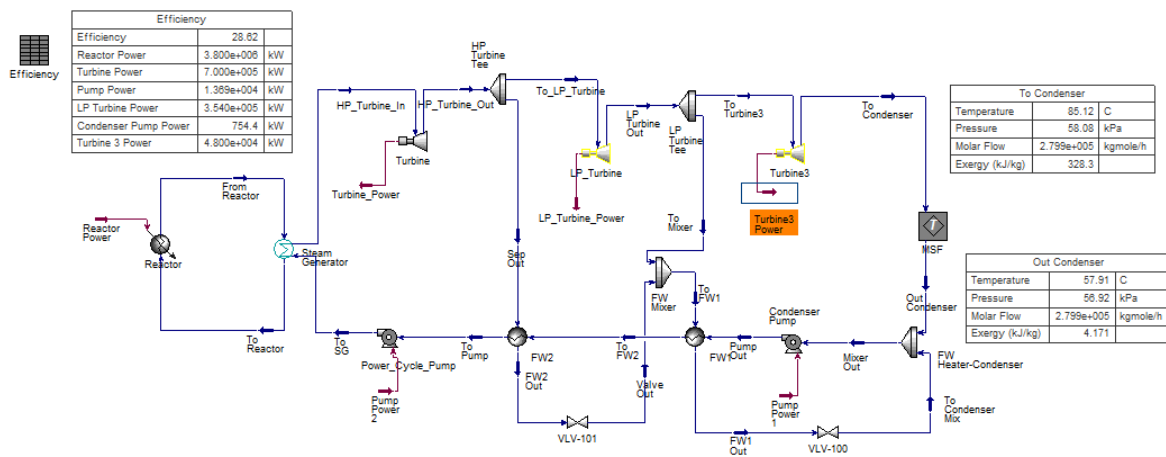 Efficiency
Efficiency 28.62
Reactor Power 3.800e+006 kW
Turbine Power 7.000e+005 kW
Pump Power 1.369e+004 kW
LP Turbine Power 3.540e+005 kW
Condenser Pump Power 754.4 kW
Turbine 3 Power 4.800e+004 kW
Efficiency
HP
Turbine
Tee
To_LP_Turbine
HP_Turbine_In
HP_Turbine_Out
Turbine
Turbine_Power
LP
Turbine
Out
LP
Turbine
Tee
LP_Turbine
LP_Turbine_Power
To
Turbine3
Turbine3
Turbine3
Power
To
Condenser
To Condenser
Temperature 85.12 C
Pressure 58.08 kPa
Molar Flow 2.799e+005 kgmole/h
Exergy (kJ/kg) 328.3
From
Reactor
Reactor
Power
Reactor
Steam
Generator
To
Reactor
Sep
Out
To
Mixer
FW
Mixer
To
FW1
T
MSF
Out
Condenser
Out Condenser
Temperature 57.91 C
Pressure 56.92 kPa
Molar Flow 2.799e+005 kgmole/h
Exergy (kJ/kg) 4.171
To
SG
Power_Cycle_Pump
Pump
Power
2
To
Pump
FW2
FW2
Out
VLV-101
Valve
Out
To
FW2
FW1
Pump
Out
Condenser
Pump
Pump
Power
1
Mixer
Out
FW
Heater-Condenser
To
Condenser
Mix
FW1
Out
VLV-100